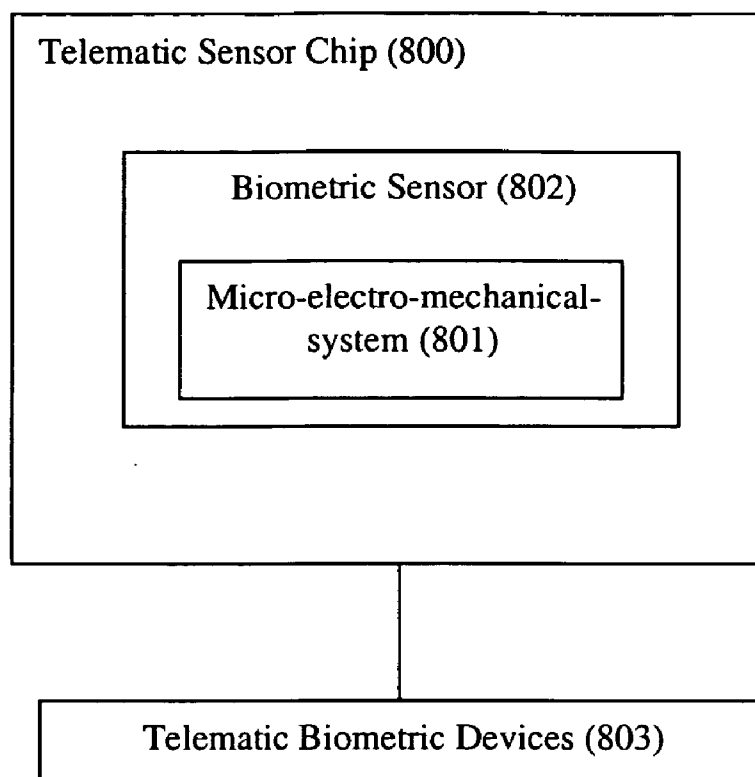 Telematic Sensor Chip (800)
Biometric Sensor (802)
Micro-electro-mechanical-
system (801)
Telematic Biometric Devices (803)